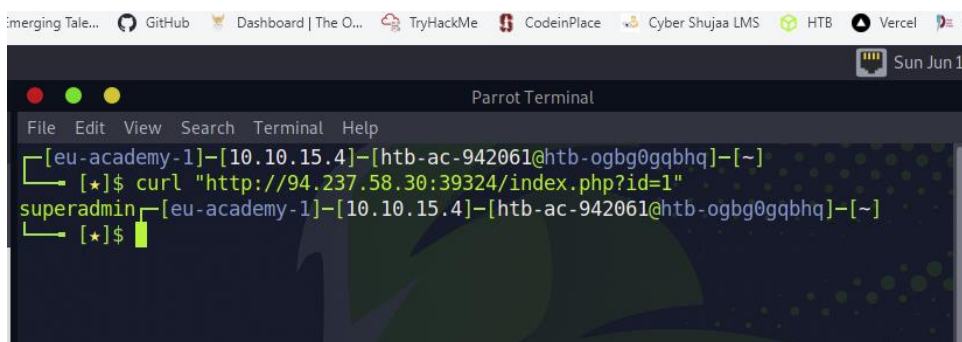 Emerging Tale... GitHub Dashboard | The O... TryHackMe CodeinPlace Cyber Shujaa LMS HTB Vercel
Sun Jun 1
Parrot Terminal
File Edit View Search Terminal Help
┌─[eu-academy-1]─[10.10.15.4]─[htb-ac-942061@htb-ogbg0gqbhq]─[~]
└──╼ [★]$ curl "http://94.237.58.30:39324/index.php?id=1"
superadmin┌─[eu-academy-1]─[10.10.15.4]─[htb-ac-942061@htb-ogbg0gqbhq]─[~]
└──╼ [★]$